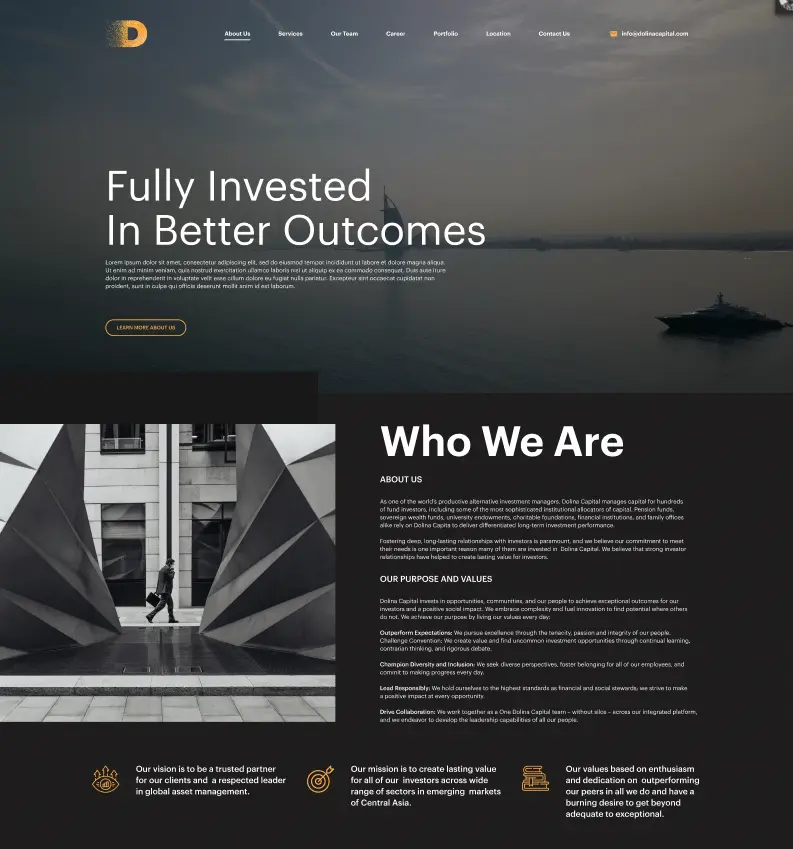 D
About Us Services Our Team Career Portfolio Location Contact Us info@dolinacapital.com
Fully Invested
In Better Outcomes
Lorem ipsum dolor sit amet, consectetur adipiscing elit, sed do eiusmod tempor incididunt ut labore et dolore magna aliqua.
Ut enim ad minim veniam, quis nostrud exercitation ullamco laboris nisi ut aliquip ex ea commodo consequat. Duis aute irure
dolor in reprehenderit in voluptate velit esse cillum dolore eu fugiat nulla pariatur. Excepteur sint occaecat cupidatat non
proident, sunt in culpa qui officia deserunt mollit anim id est laborum.
LEARN MORE ABOUT US
Who We Are
ABOUT US
As one of the world's productive alternative investment managers, Dolina Capital manages capital for hundreds
of fund investors, including some of the most sophisticated institutional allocators of capital. Pension funds,
sovereign wealth funds, university endowments, charitable foundations, financial institutions, and family offices
alike rely on Dolina Capita to deliver differentiated long-term investment performance.
Fostering deep, long-lasting relationships with investors is paramount, and we believe our commitment to meet
their needs is one important reason many of them are invested in Dolina Capital. We believe that strong investor
relationships have helped to create lasting value for investors.
OUR PURPOSE AND VALUES
Dolina Capital invests in opportunities, communities, and our people to achieve exceptional outcomes for our
investors and a positive social impact. We embrace complexity and fuel innovation to find potential where others
do not. We achieve our purpose by living our values every day:
Outperform Expectations: We pursue excellence through the tenacity, passion and integrity of our people.
Challenge Convention: We create value and find uncommon investment opportunities through continual learning,
contrarian thinking, and rigorous debate.
Champion Diversity and Inclusion: We seek diverse perspectives, foster belonging for all of our employees, and
commit to making progress every day.
Lead Responsibly: We hold ourselves to the highest standards as financial and social stewards; we strive to make
a positive impact at every opportunity.
Drive Collaboration: We work together as a One Dolina Capital team – without silos – across our integrated platform,
and we endeavor to develop the leadership capabilities of all our people.
Our vision is to be a trusted partner
for our clients and a respected leader
in global asset management.
Our mission is to create lasting value
for all of our investors across wide
range of sectors in emerging markets
of Central Asia.
Our values based on enthusiasm
and dedication on outperforming
our peers in all we do and have a
burning desire to get beyond
adequate to exceptional.